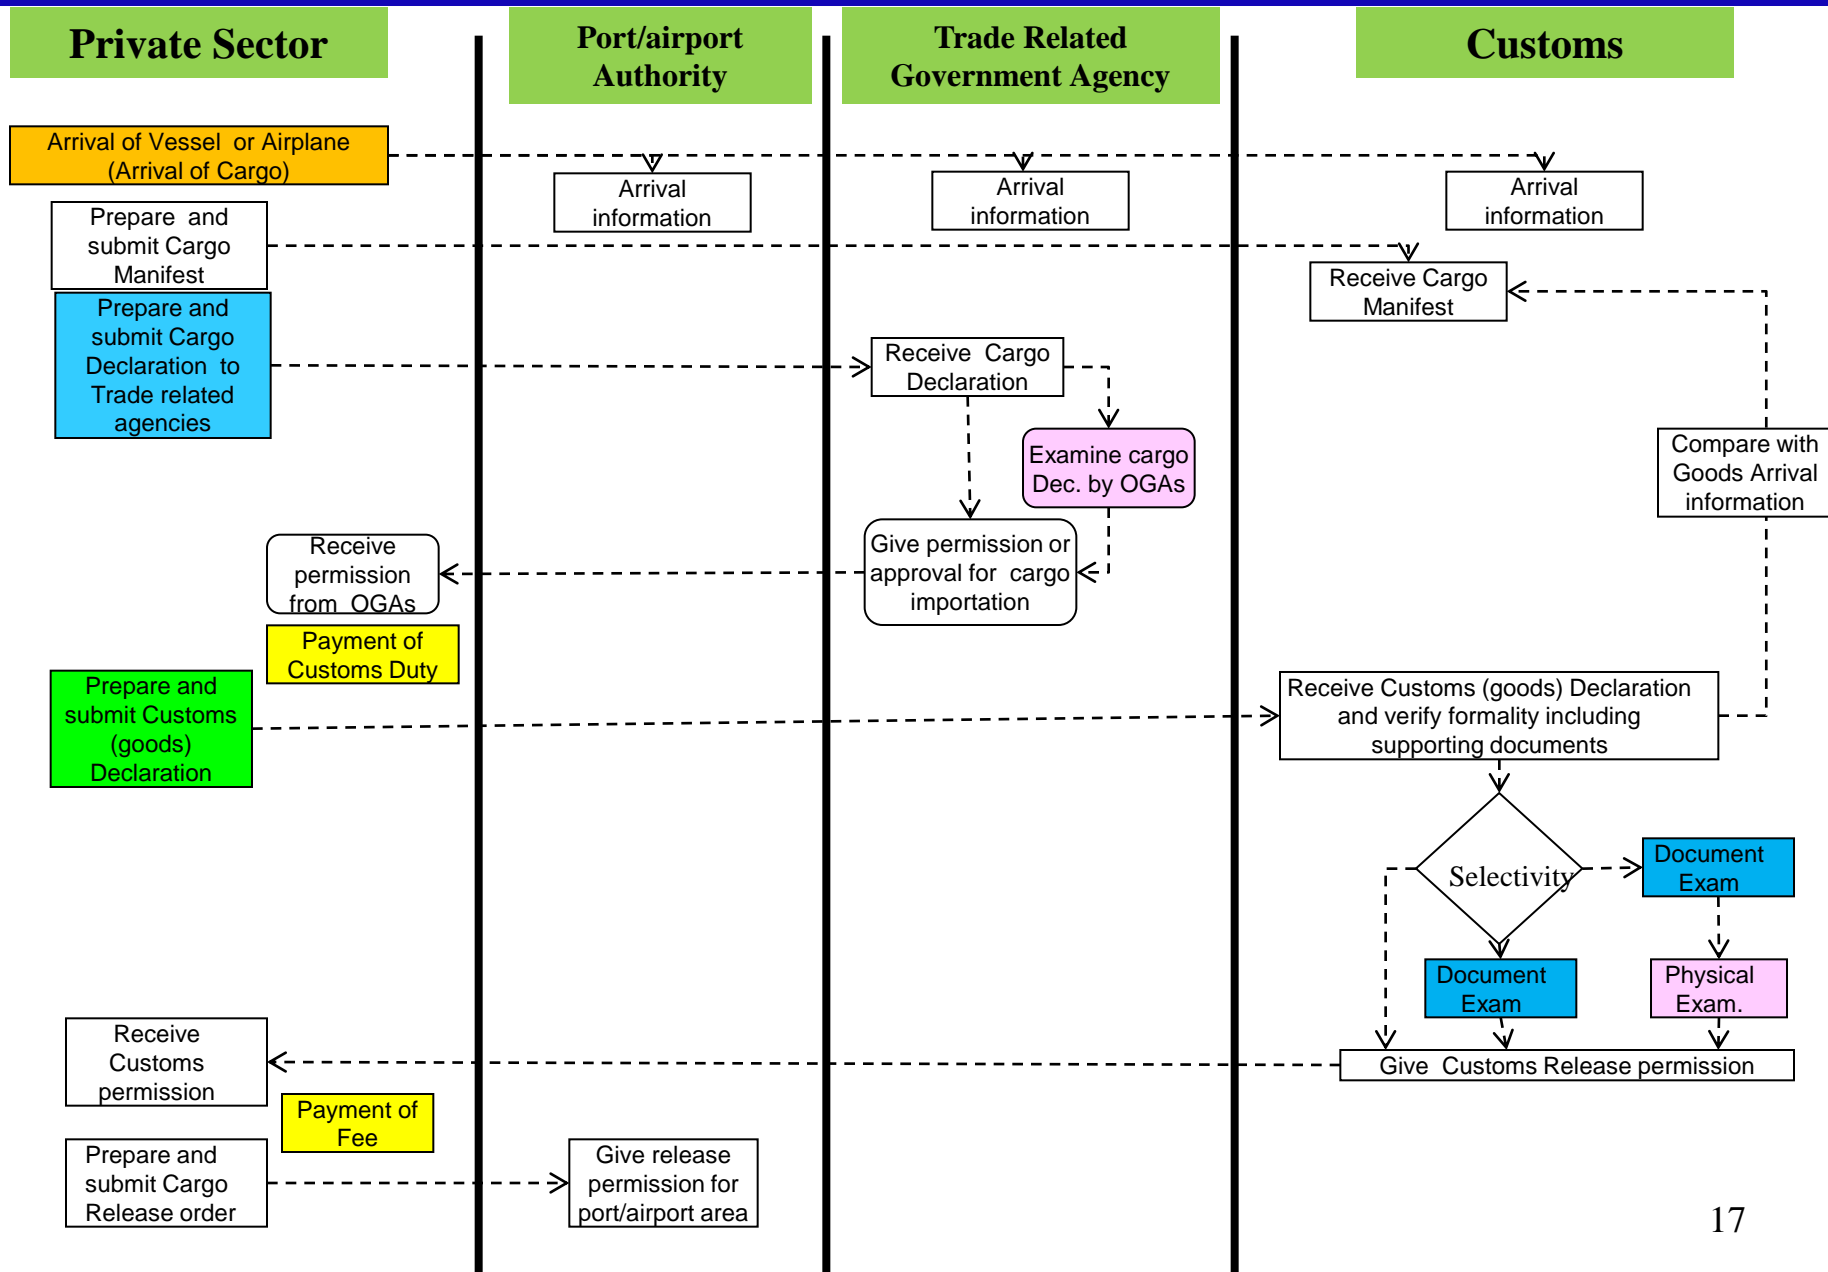 Private Sector
Port/airport
Authority
Trade Related
Government Agency
Customs
Arrival of Vessel or Airplane
(Arrival of Cargo)
Arrival
information
Arrival
information
Arrival
information
Prepare and
submit Cargo
Manifest
Receive Cargo
Manifest
Prepare and
submit Cargo
Declaration to
Trade related
agencies
Receive Cargo
Declaration
Examine cargo
Dec. by OGAs
Compare with
Goods Arrival
information
Receive
permission
from OGAs
Give permission or
approval for cargo
importation
Payment of
Customs Duty
Prepare and
submit Customs
(goods)
Declaration
Receive Customs (goods) Declaration
and verify formality including
supporting documents
Selectivity
Document
Exam
Document
Exam
Physical
Exam.
Receive
Customs
permission
Give Customs Release permission
Payment of
Fee
Prepare and
submit Cargo
Release order
Give release
permission for
port/airport area
17